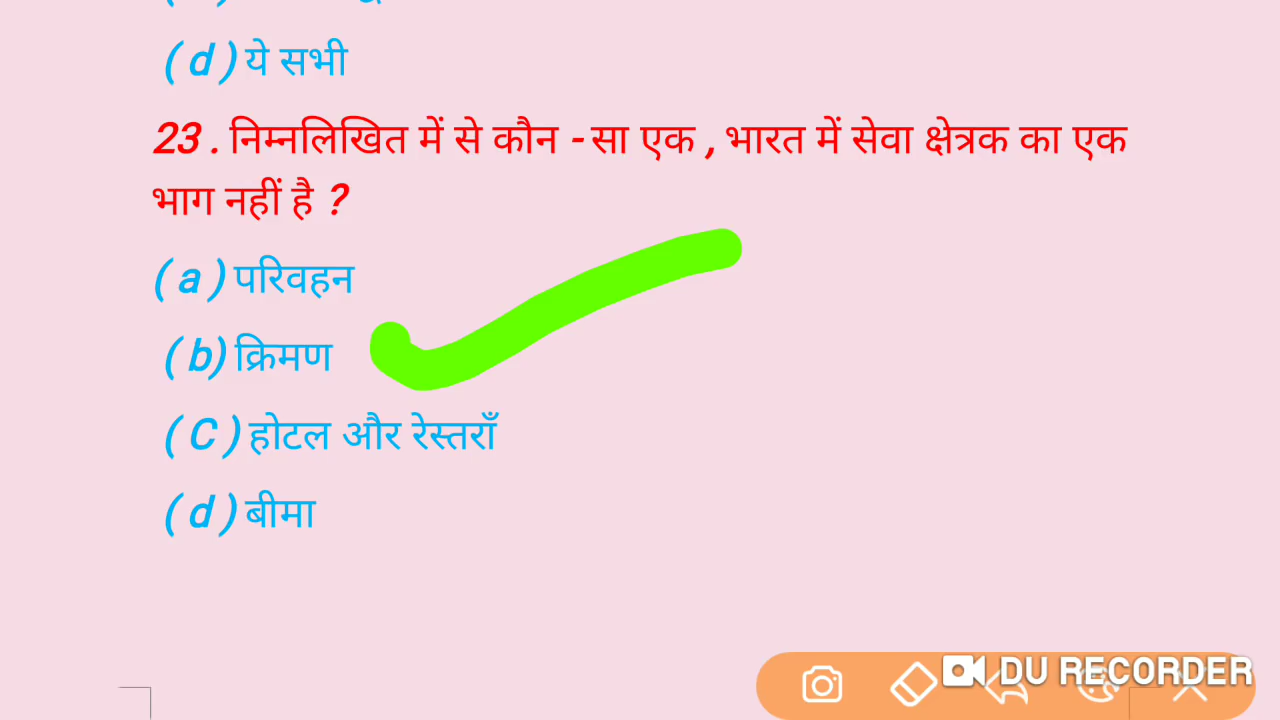 ( d ) ये सभी
23 . निम्नलिखित में से कौन - सा एक , भारत में सेवा क्षेत्रक का एक
भाग नहीं है ?
( a ) परिवहन
( b) क्रिमण
( C ) होटल और रेस्तराँ
( d ) बीमा
DU RECORDER